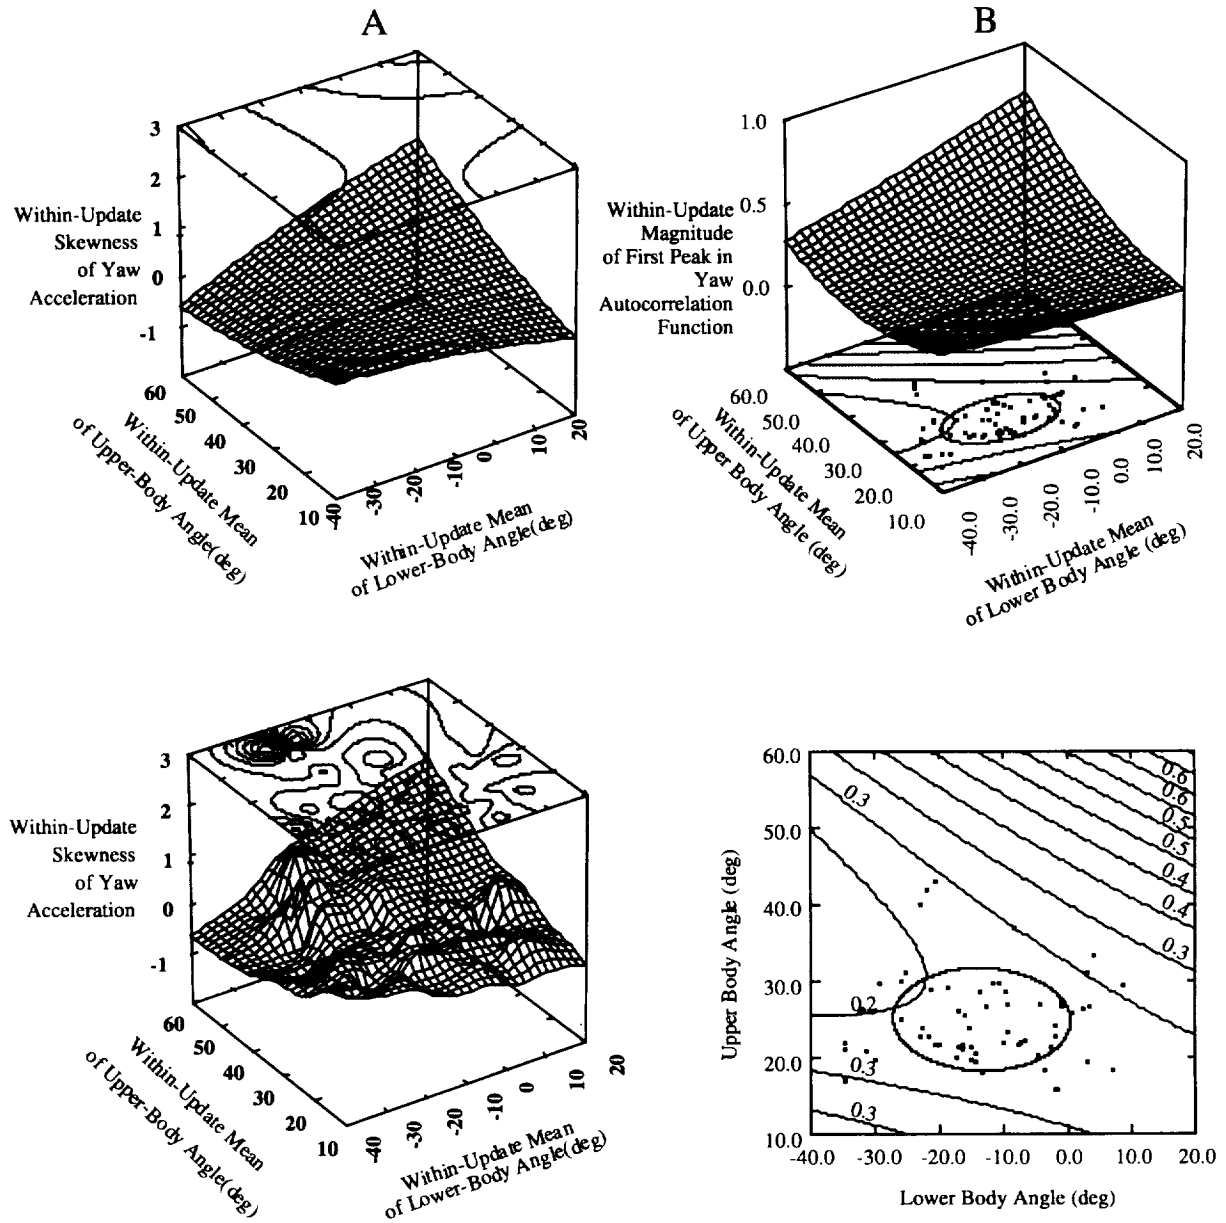 A
3
2
1
0
-1
Within-Update
Skewness
of Yaw
Acceleration
60
50
40
30
20
10
Within-Update Mean
of Upper-Body Angle(deg)
-40
-30
-20
-10
0
10
20
Within-Update Mean
of Lower-Body Angle(deg)
B
1.0
0.5
0.0
Within-Update
Magnitude
of First Peak in
Yaw
Autocorrelation
Function
60.0
50.0
40.0
30.0
20.0
10.0
Within-Update Mean
of Upper Body Angle (deg)
-40.0
-30.0
-20.0
-10.0
0.0
10.0
20.0
Within-Update Mean
of Lower Body Angle (deg)
3
2
1
0
-1
Within-Update
Skewness
of Yaw
Acceleration
60
50
40
30
20
10
Within-Update Mean
of Upper-Body Angle(deg)
-40
-30
-20
-10
0
10
20
Within-Update Mean
of Lower-Body Angle(deg)
60.0
50.0
40.0
30.0
20.0
10.0
Upper Body Angle (deg)
0.3
0.2
0.3
0.3
0.6
0.6
0.5
0.5
0.4
0.4
0.3
-40.0
-30.0
-20.0
-10.0
0.0
10.0
20.0
Lower Body Angle (deg)